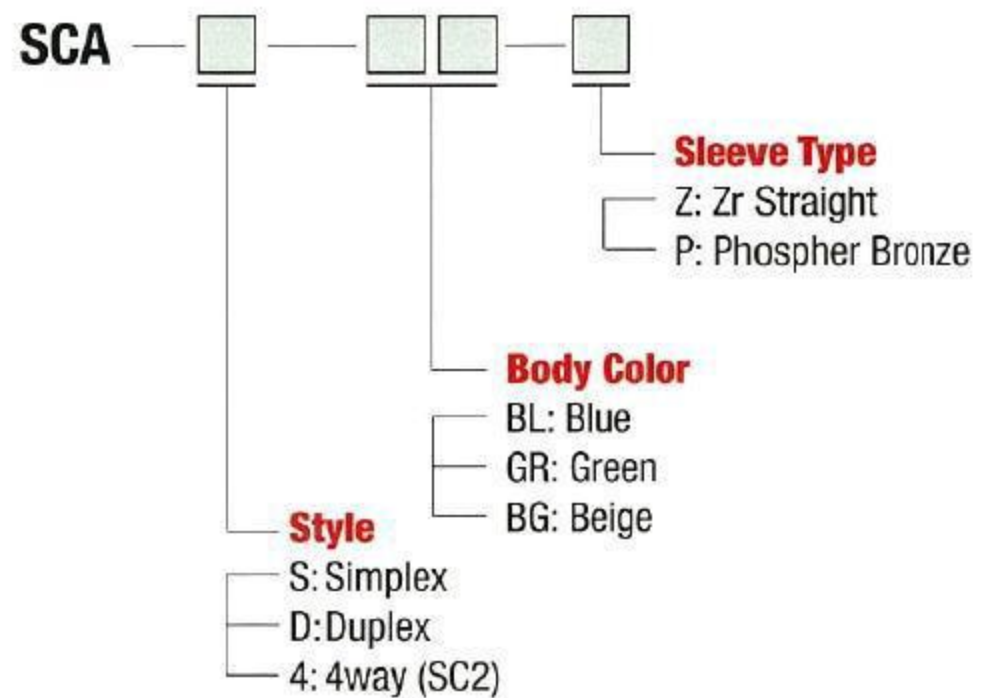 SCA
Sleeve Type
Z: Zr Straight
P: Phospher Bronze
Body Color
BL: Blue
GR: Green
BG: Beige
Style
S: Simplex
D: Duplex
4: 4way (SC2)